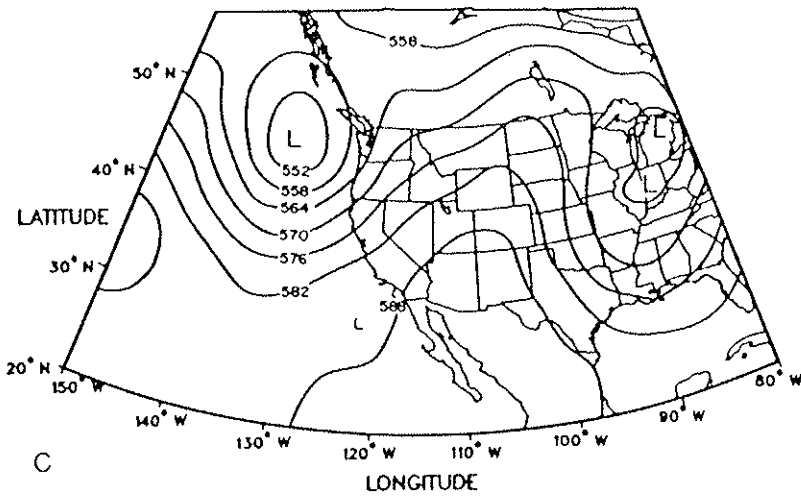 558
50° N
L
L
40° N
552
558
L
564
LATITUDE
570
576
30° N
582
588
L
20° N
150° W
80° W
140° W
90° W
130° W
100° W
120° W
110° W
C
LONGITUDE